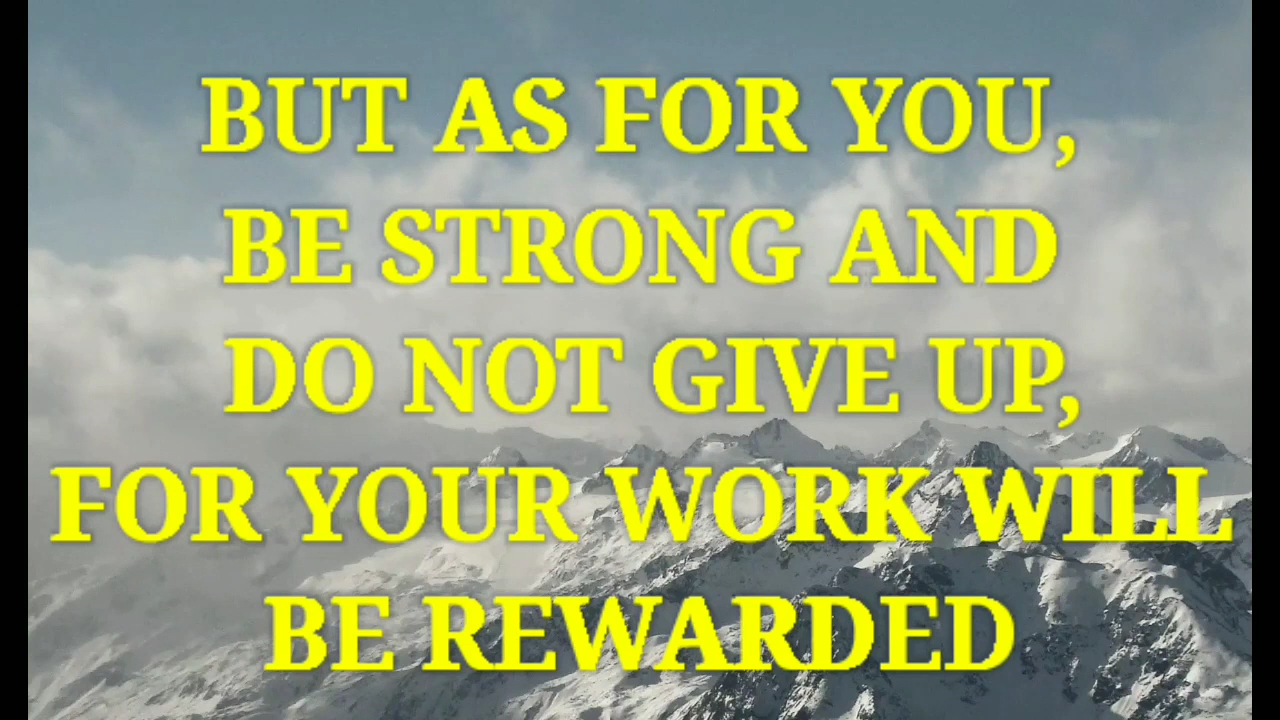 BUT AS FOR YOU,
BE STRONG AND
DO NOT GIVE UP,
FOR YOUR WORK WILL
BE REWARDED